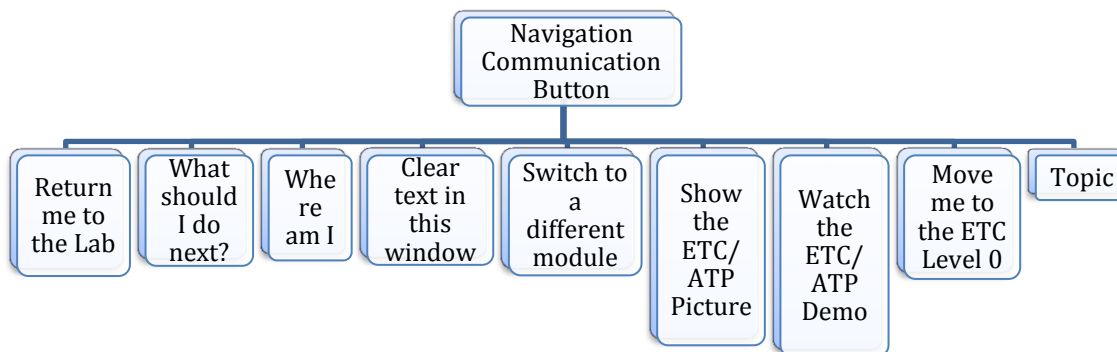 Navigation
Communication
Button
Return
me to
the Lab
What
should
I do
next?
Whe
re
am I
Clear
text in
this
window
Switch to
a
different
module
Show
the
ETC/
ATP
Picture
Watch
the
ETC/
ATP
Demo
Move
me to
the ETC
Level 0
Topic